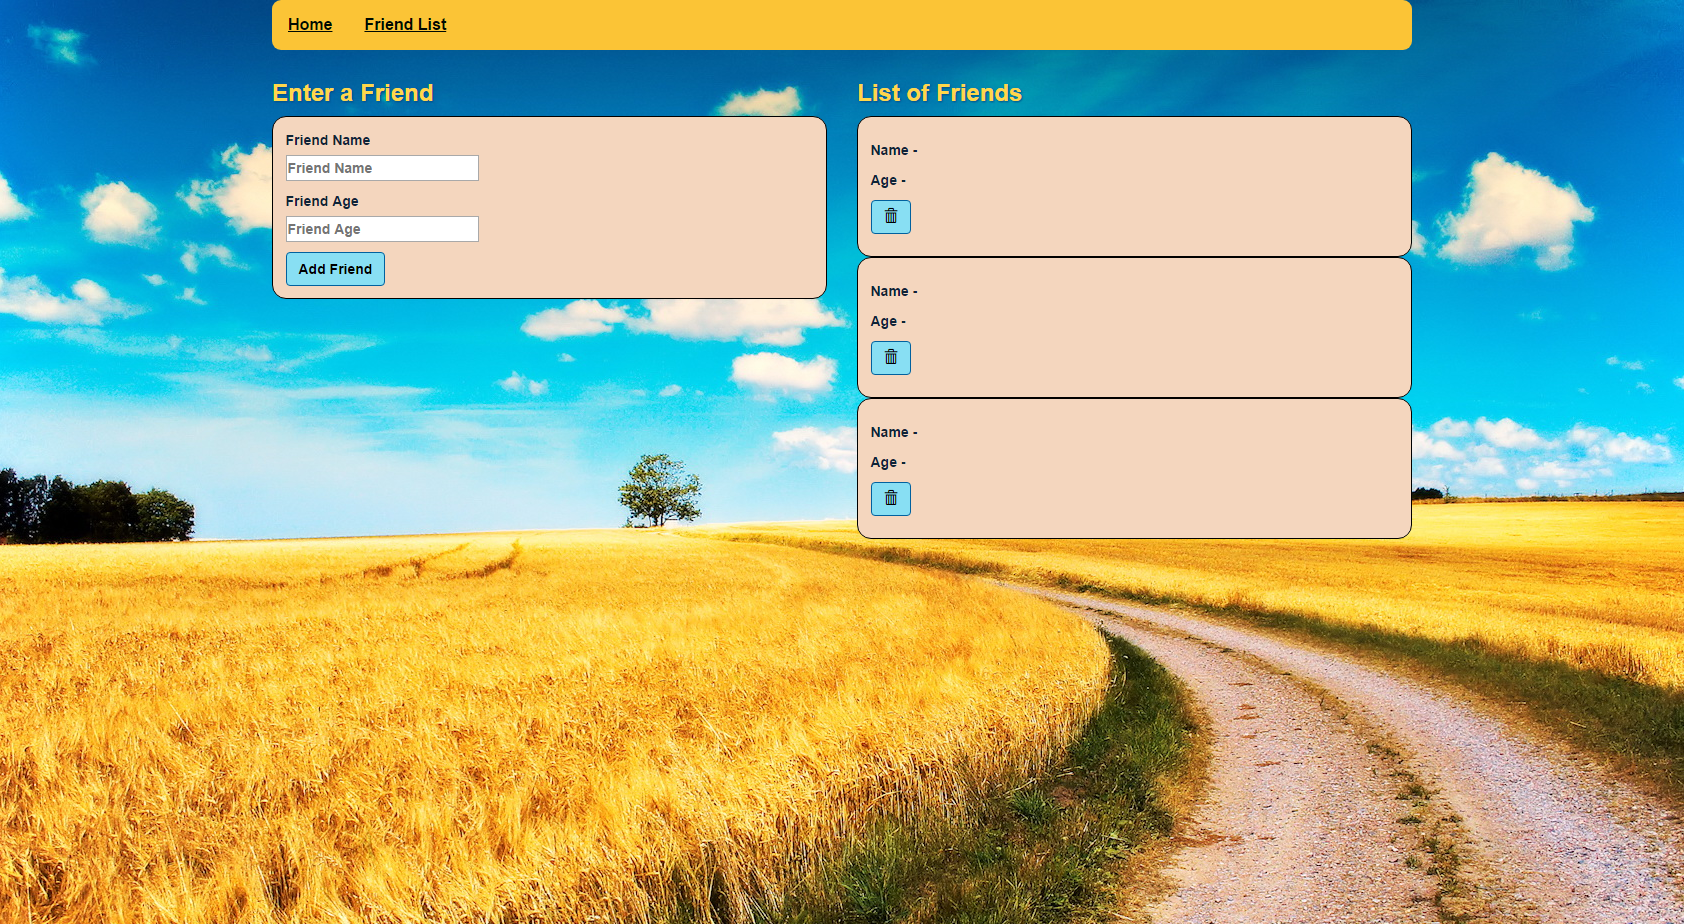 Home Friend List
Enter a Friend
Friend Name
Friend Name
Friend Age
Friend Age
Add Friend
List of Friends
Name -
Age -
Name -
Age -
Name -
Age -